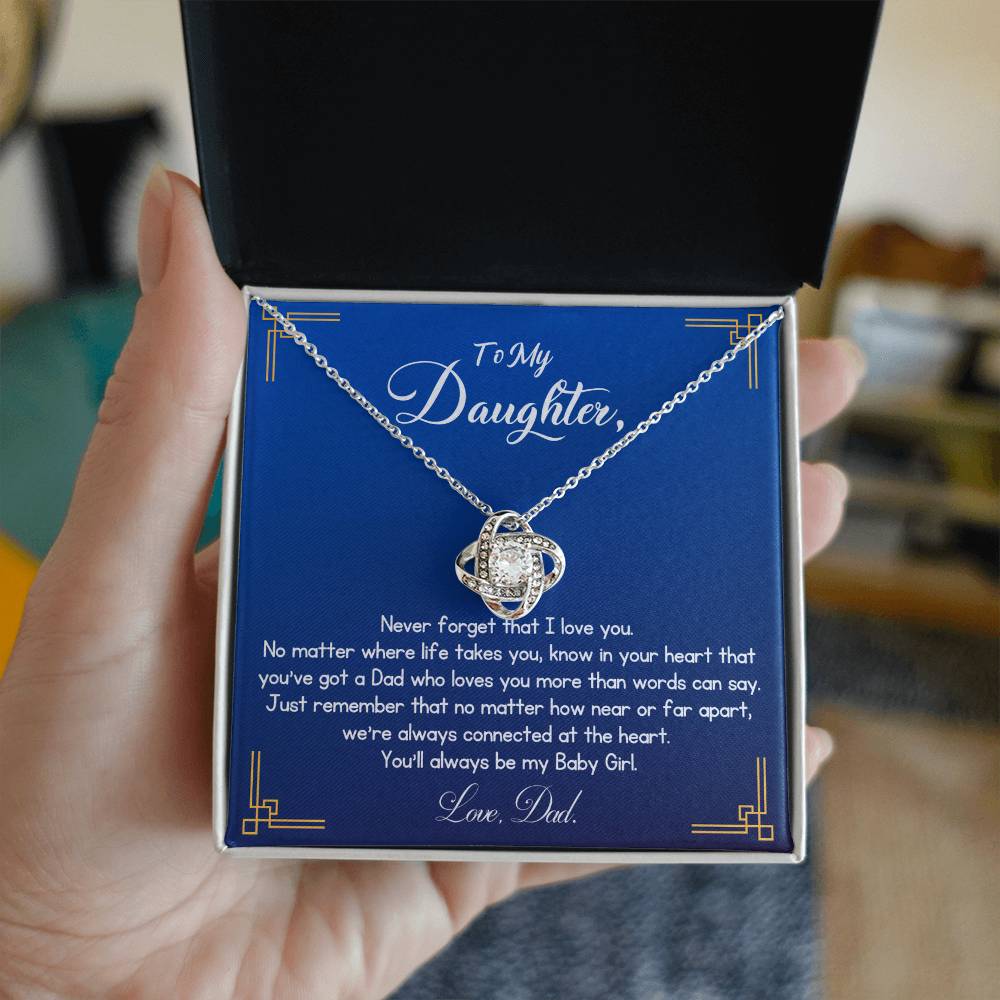 To My
Daughter,
Never forget that I love you.
No matter where life takes you, know in your heart that
you've got a Dad who loves you more than words can say.
Just remember that no matter how near or far apart,
we're always connected at the heart.
You'll always be my Baby Girl.
Love, Dad.